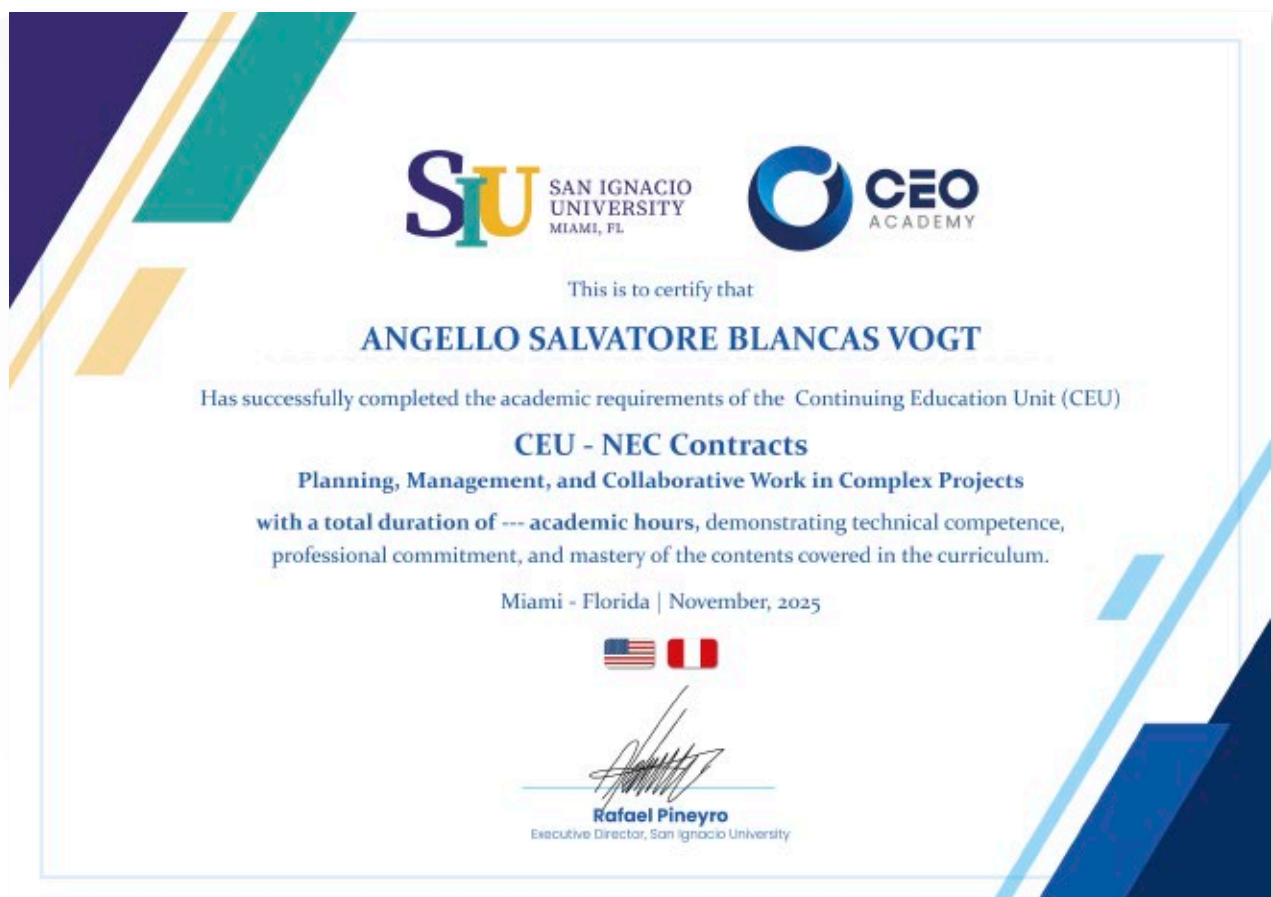 SIU SAN IGNACIO
UNIVERSITY
MIAMI, FL
CEO
ACADEMY
This is to certify that
ANGELLO SALVATORE BLANCAS VOGT
Has successfully completed the academic requirements of the Continuing Education Unit (CEU)
CEU - NEC Contracts
Planning, Management, and Collaborative Work in Complex Projects
with a total duration of --- academic hours, demonstrating technical competence,
professional commitment, and mastery of the contents covered in the curriculum.
Miami - Florida | November, 2025
Rafael Pineyro
Executive Director, San Ignacio University